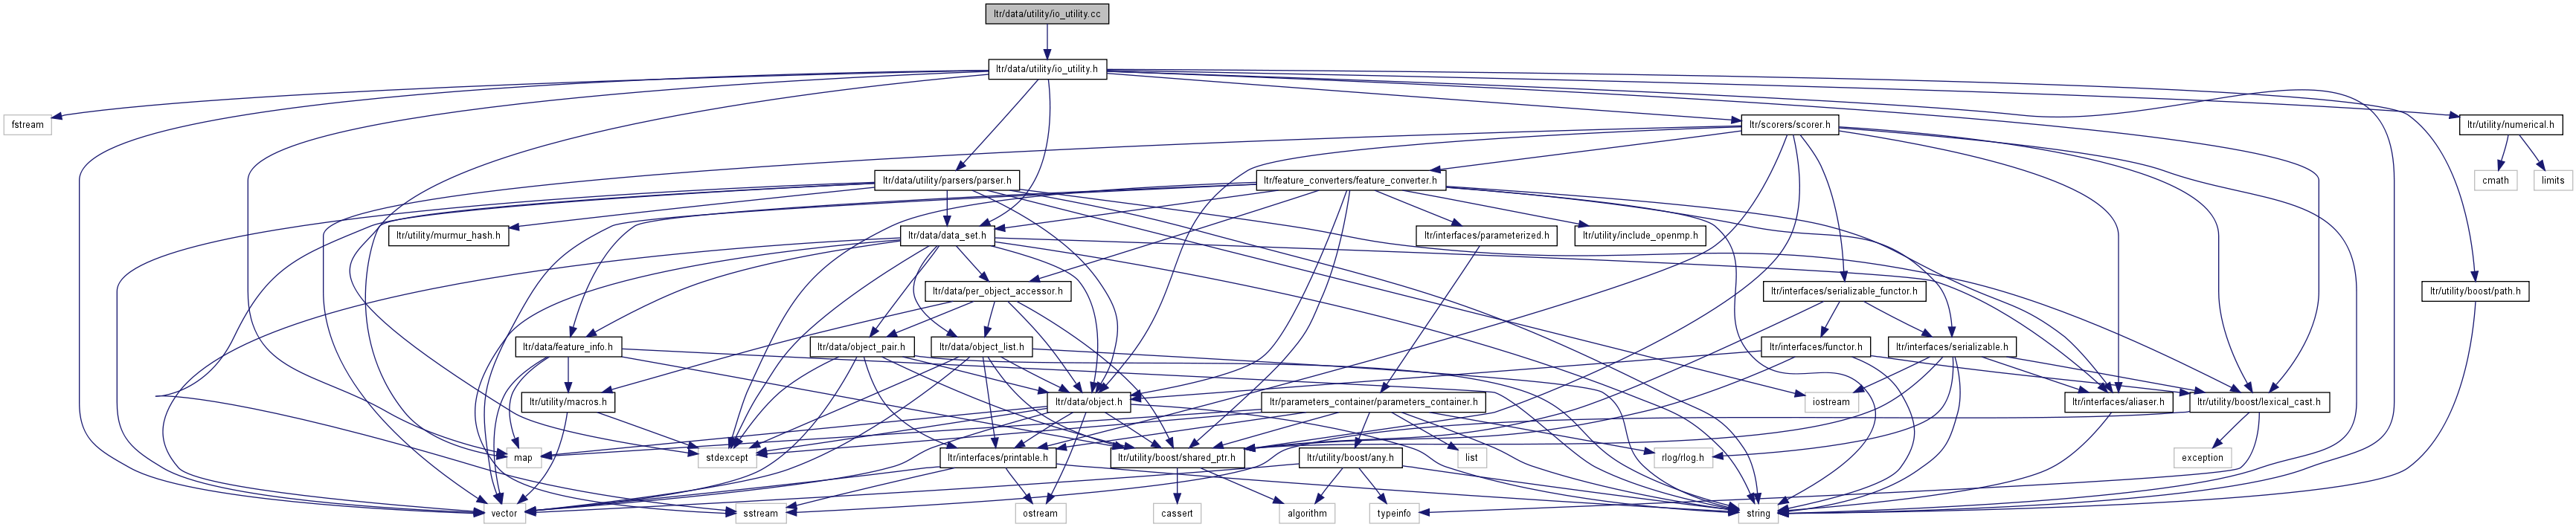 ltr/data/utility/io_utility.cc
ltr/data/utility/io_utility.h
fstream
ltr/scorers/scorer.h
ltr/utility/numerical.h
ltr/data/utility/parsers/parser.h
ltr/feature_converters/feature_converter.h
cmath
limits
ltr/utility/murmur_hash.h
ltr/data/data_set.h
ltr/interfaces/parameterized.h
ltr/utility/include_openmp.h
ltr/data/per_object_accessor.h
ltr/interfaces/serializable_functor.h
ltr/utility/boost/path.h
ltr/data/feature_info.h
ltr/data/object_pair.h
ltr/data/object_list.h
ltr/interfaces/functor.h
ltr/interfaces/serializable.h
ltr/utility/macros.h
ltr/data/object.h
ltr/parameters_container/parameters_container.h
iostream
ltr/interfaces/aliaser.h
ltr/utility/boost/lexical_cast.h
map
stdexcept
ltr/interfaces/printable.h
ltr/utility/boost/shared_ptr.h
ltr/utility/boost/any.h
list
rlog/rlog.h
exception
vector
sstream
ostream
cassert
algorithm
typeinfo
string